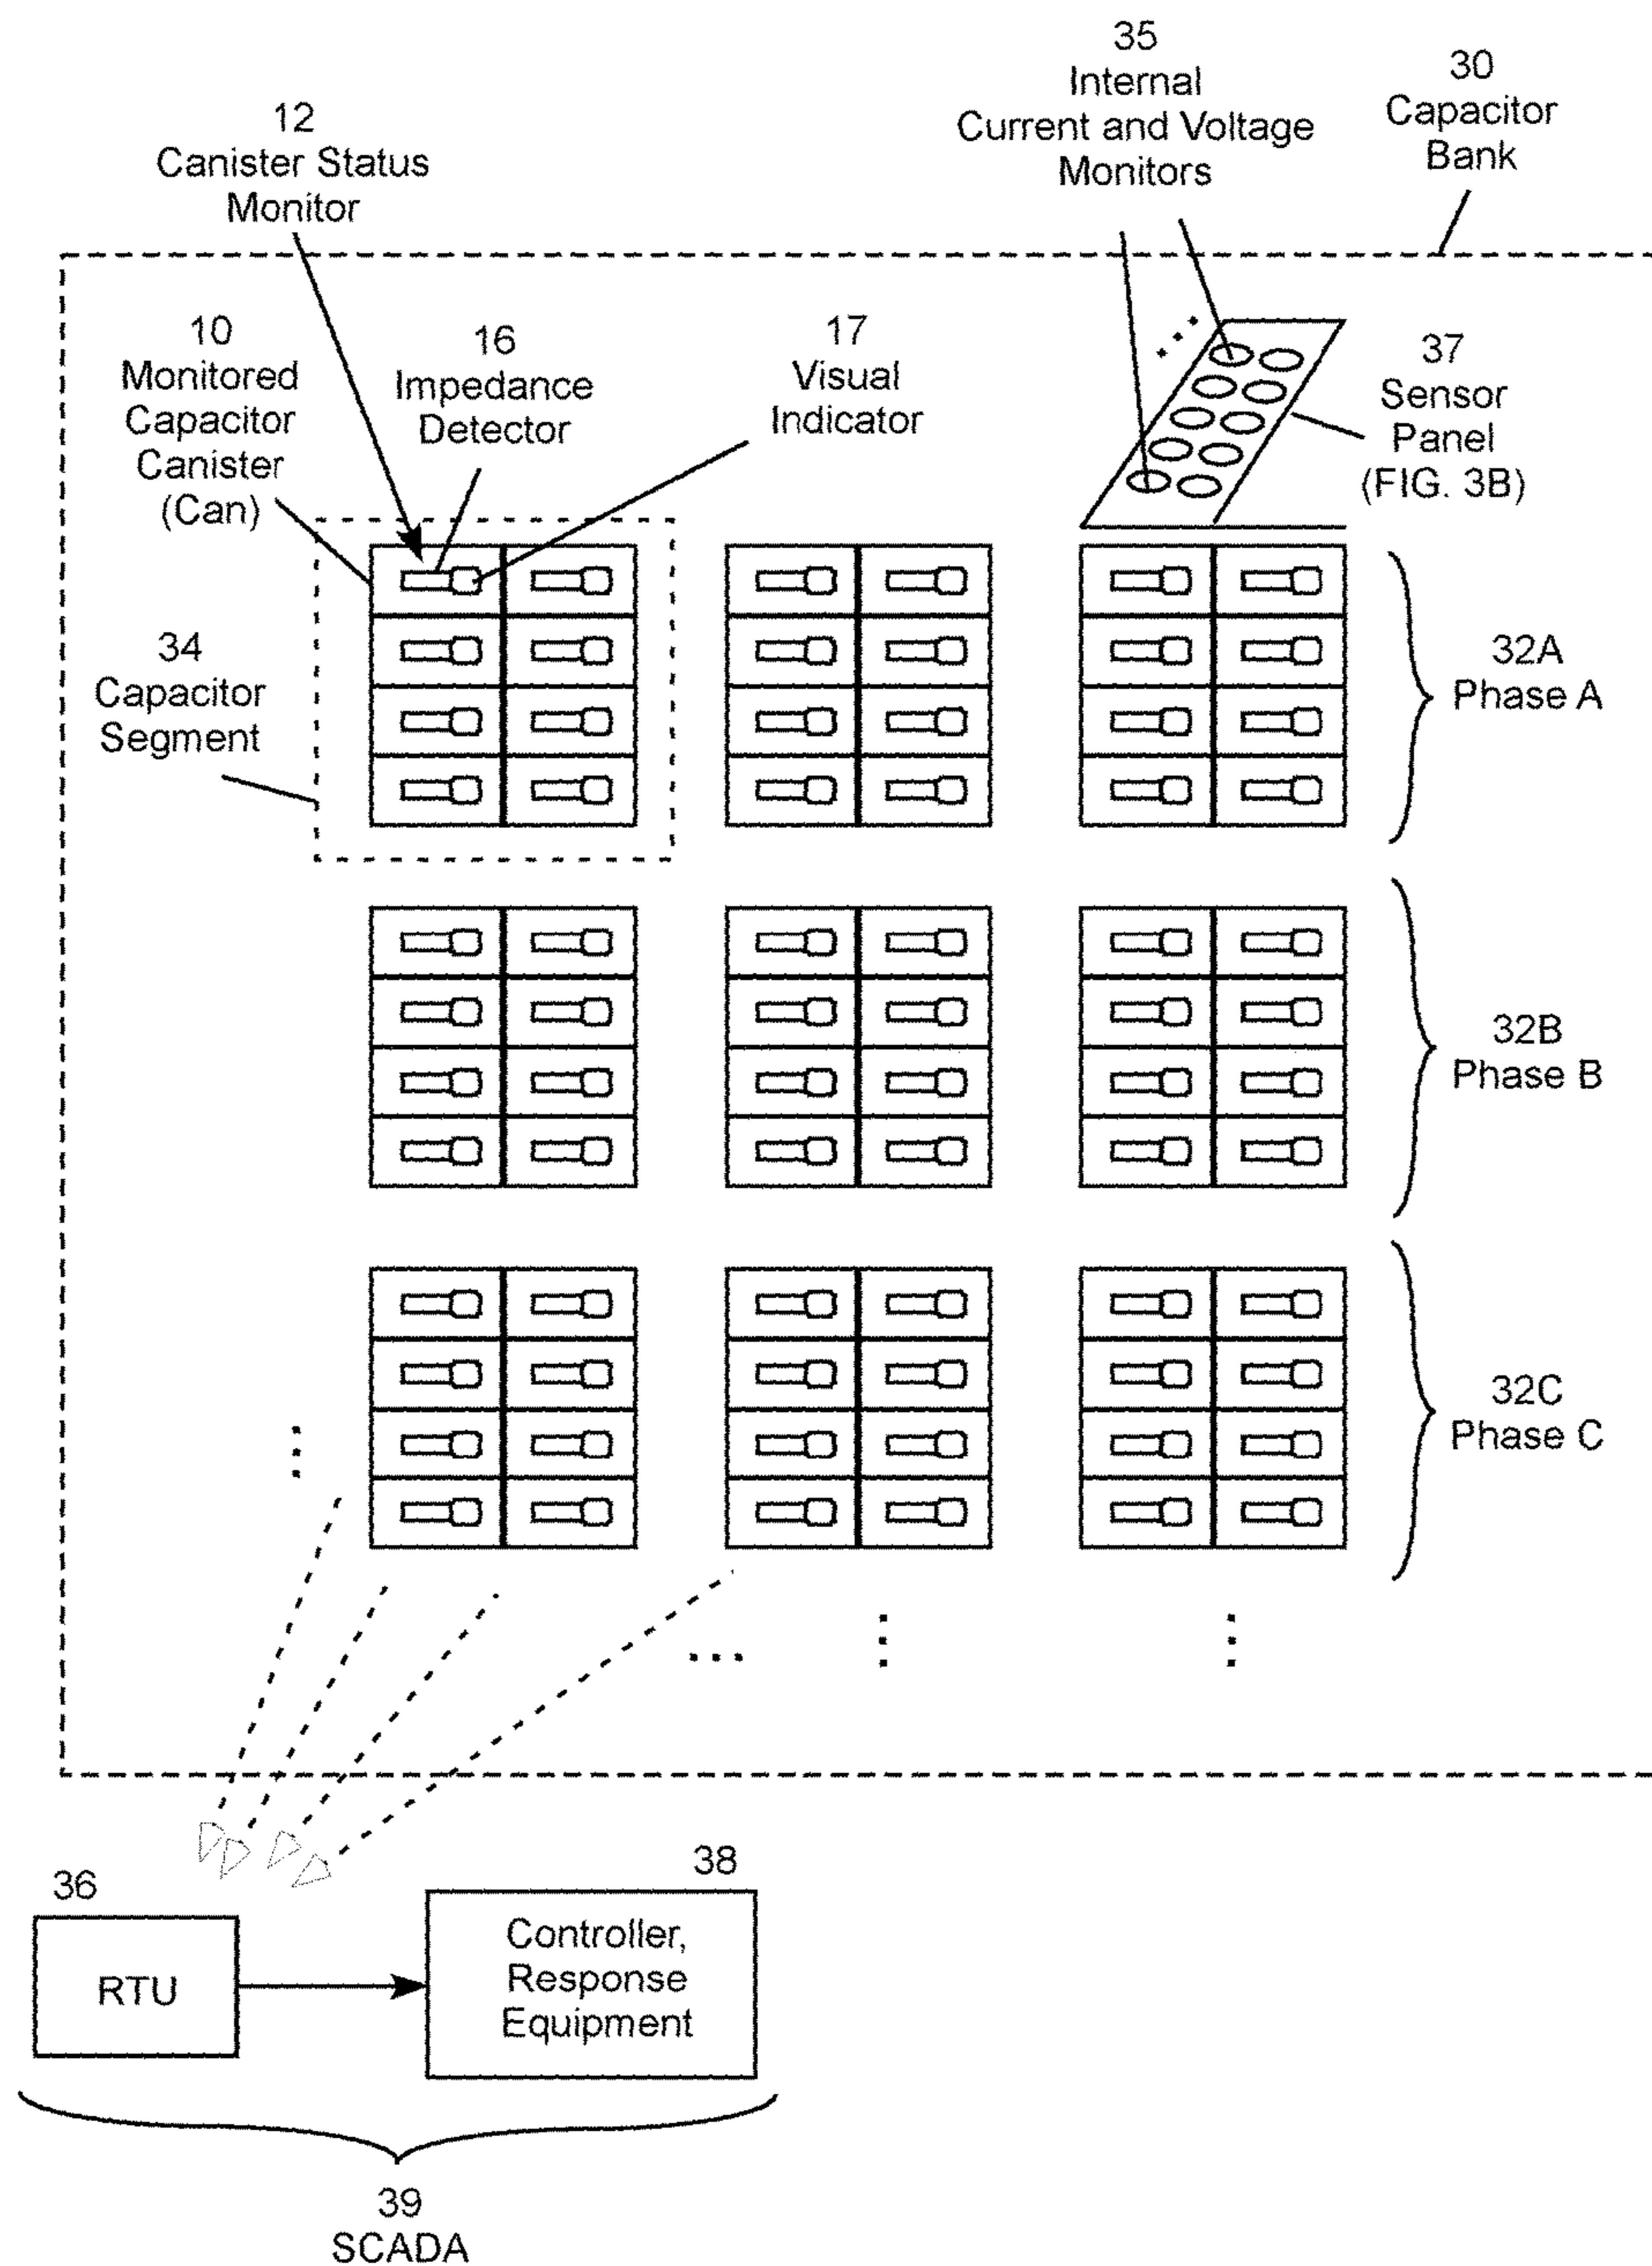 35
Internal
Current and Voltage
Monitors
30
Capacitor
Bank
12
Canister Status
Monitor
10
Monitored
Capacitor
Canister
(Can)
16
Impedance
Detector
17
Visual
Indicator
37
Sensor
Panel
(FIG. 3B)
34
Capacitor
Segment
32A
Phase A
32B
Phase B
32C
Phase C
36
RTU
38
Controller,
Response
Equipment
39
SCADA